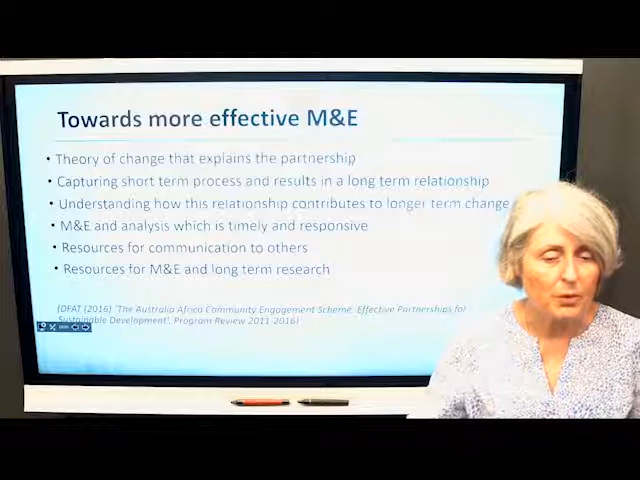 Towards more effective M&E
• Theory of change that explains the partnership
• Capturing short term process and results in a long term relationship
• Understanding how this relationship contributes to longer term change
• M&E and analysis which is timely and responsive
• Resources for communication to others
• Resources for M&E and long term research
(DFAT (2016) 'The Australia Africa Community Engagement Scheme, Effective Partnerships for
Sustainable Development', Program Review 2011-2016)